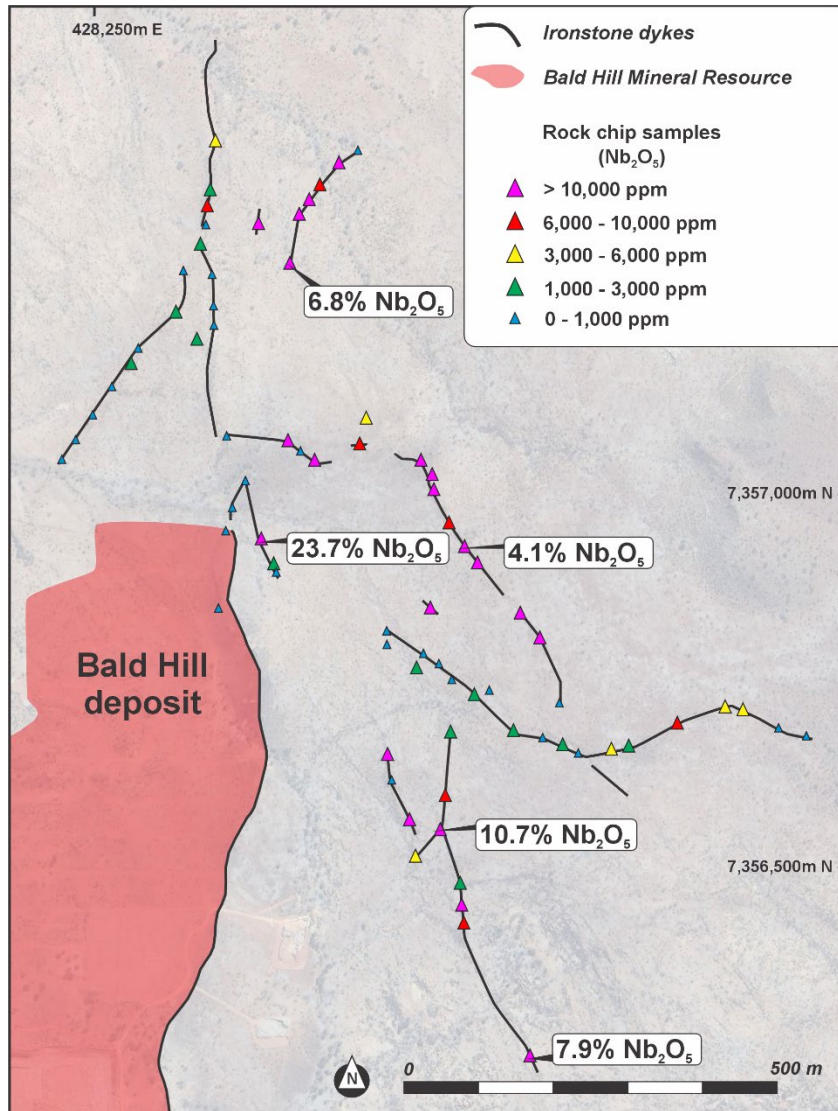 428,250m E
Ironstone dykes
Bald Hill Mineral Resource
Rock chip samples
(Nb₂O₅)
> 10,000 ppm
6,000 - 10,000 ppm
3,000 - 6,000 ppm
1,000 - 3,000 ppm
0 - 1,000 ppm
6.8% Nb₂O₅
7,357,000m N
23.7% Nb₂O₅
4.1% Nb₂O₅
Bald Hill
deposit
10.7% Nb₂O₅
7,356,500m N
7.9% Nb₂O₅
N
0
500 m